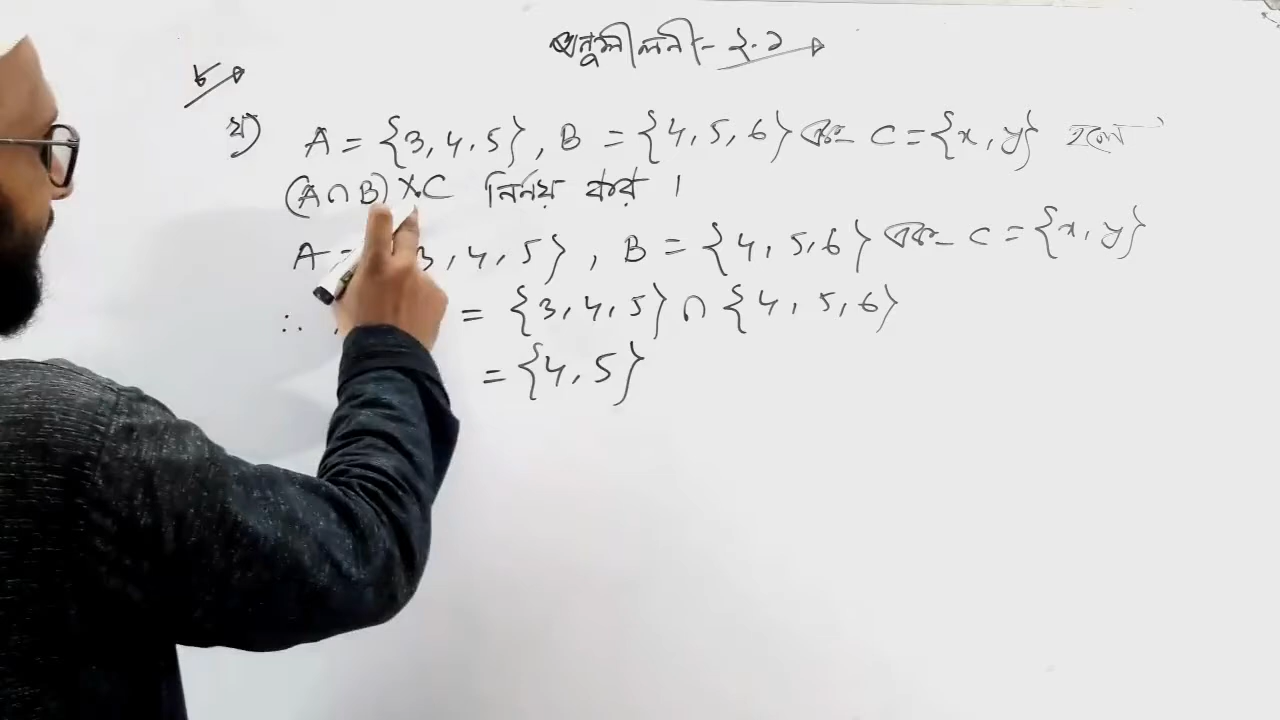 অনুশীলনী - ২.১
৮
ঘ) A = {3, 4, 5}, B = {4, 5, 6} এবং C = {x, y} হলে
(A ∩ B) × C নির্ণয় কর ।
A = 3, 4, 5}, B = {4, 5, 6} এবং C = {x, y}
∴ = {3, 4, 5} ∩ {4, 5, 6}
= {4, 5}